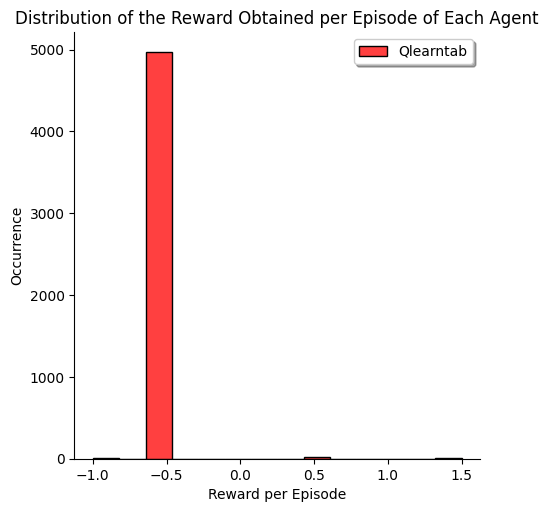 Distribution of the Reward Obtained per Episode of Each Agent
Qlearntab
5000
4000
3000
2000
1000
0
Occurrence
−1.0 −0.5 0.0 0.5 1.0 1.5
Reward per Episode